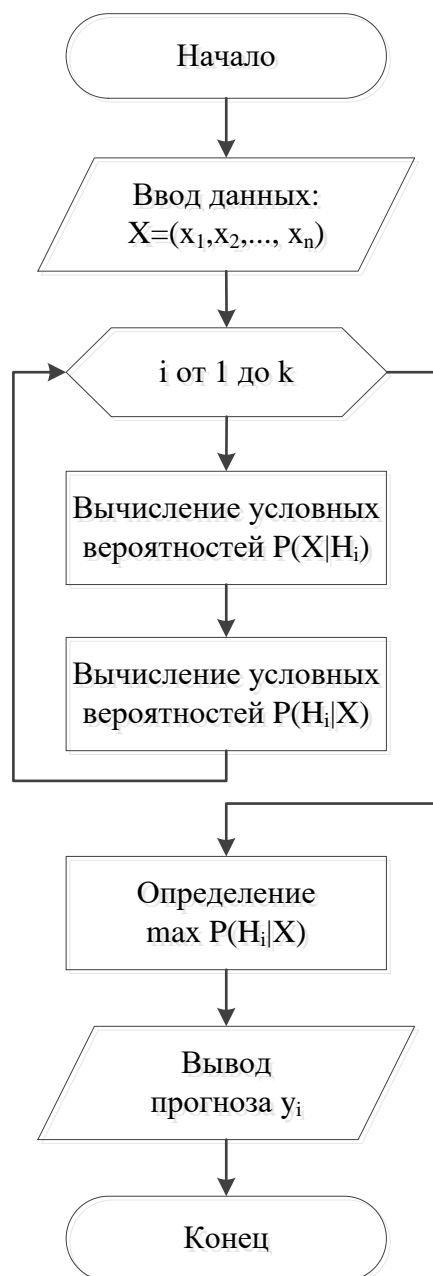 Начало
Ввод данных:
X=(x₁,x₂,..., xₙ)
i от 1 до k
Вычисление условных
вероятностей P(X|Hᵢ)
Вычисление условных
вероятностей P(Hᵢ|X)
Определение
max P(Hᵢ|X)
Вывод
прогноза yᵢ
Конец